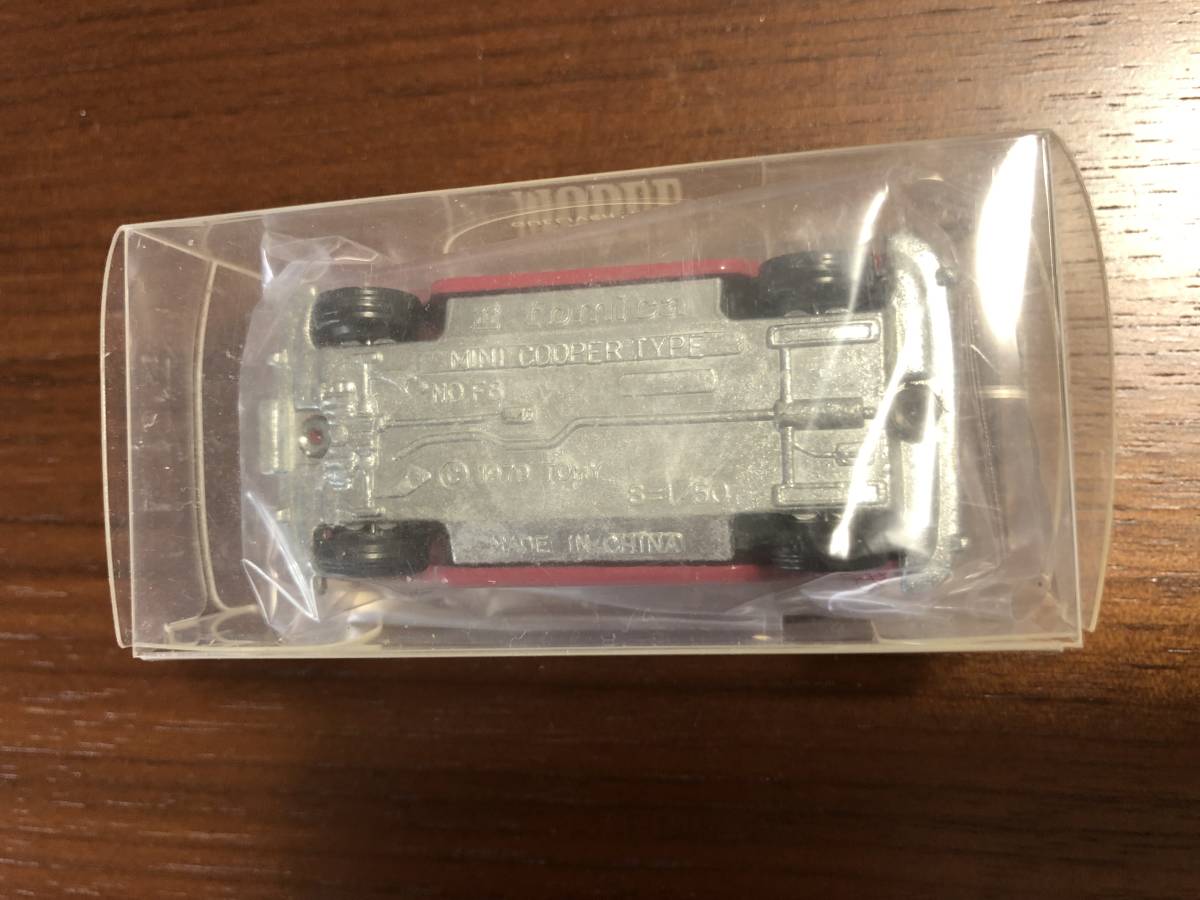 tomica
MINI COOPER TYPE
NO F8
© 1979 TOMY
S=1/50
MADE IN CHINA